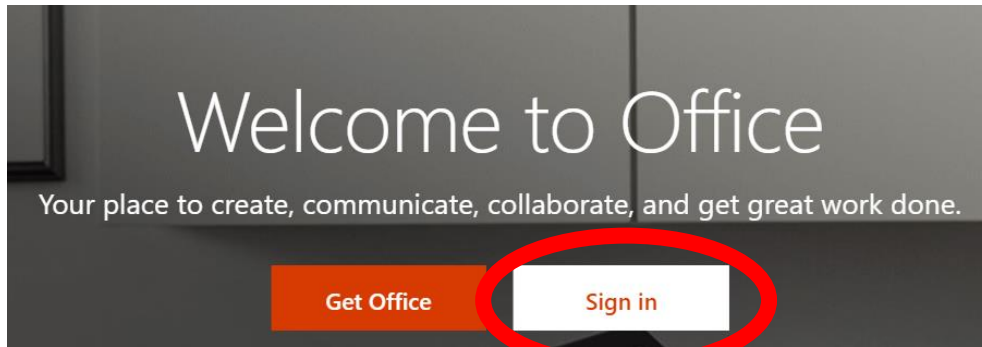 Welcome to Office
Your place to create, communicate, collaborate, and get great work done.
Get Office Sign in